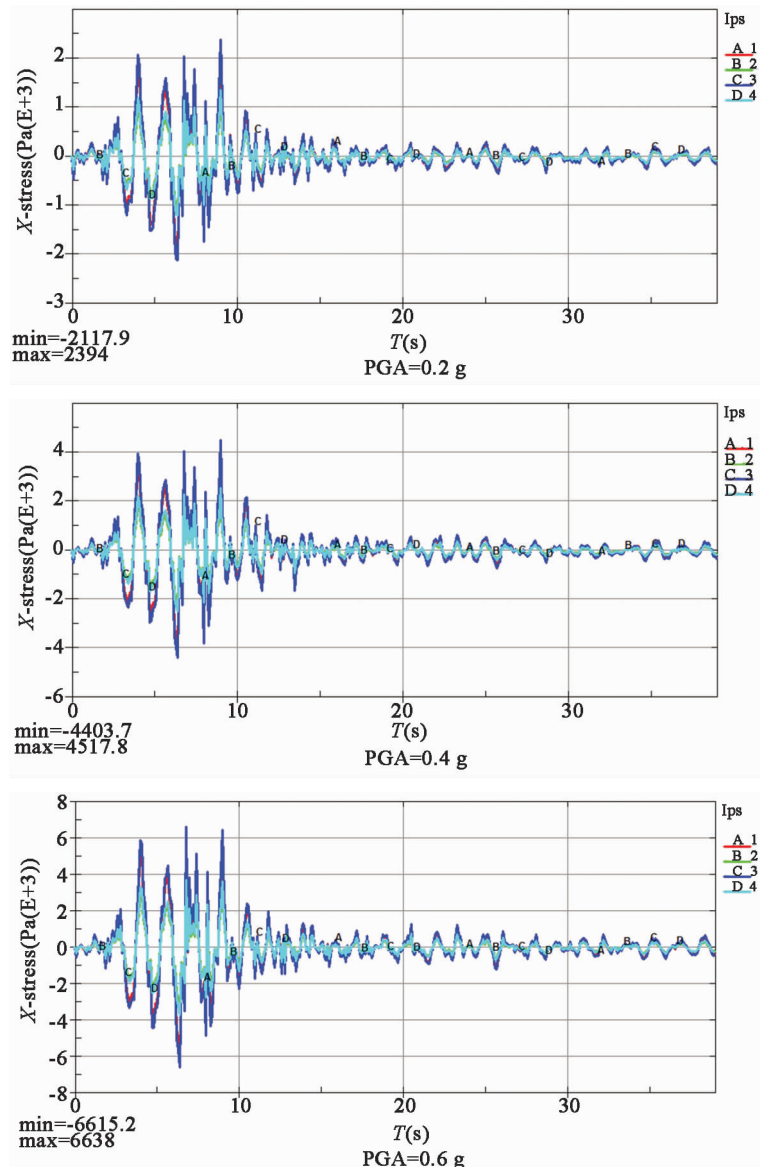 Ips
A 1
B 2
C 3
D 4
X-stress(Pa(E+3))
2
1
0
-1
-2
-3
B C D A B C D A B C D A B C D A B C D
0 10 20 30
min=-2117.9
max=2394
T(s)
PGA=0.2 g
Ips
A 1
B 2
C 3
D 4
X-stress(Pa(E+3))
4
2
0
-2
-4
-6
B C D A B C D A B C D A B C D A B C D
0 10 20 30
min=-4403.7
max=4517.8
T(s)
PGA=0.4 g
Ips
A 1
B 2
C 3
D 4
X-stress(Pa(E+3))
8
6
4
2
0
-2
-4
-6
-8
B C D A B C D A B C D A B C D A B C D
0 10 20 30
min=-6615.2
max=6638
T(s)
PGA=0.6 g